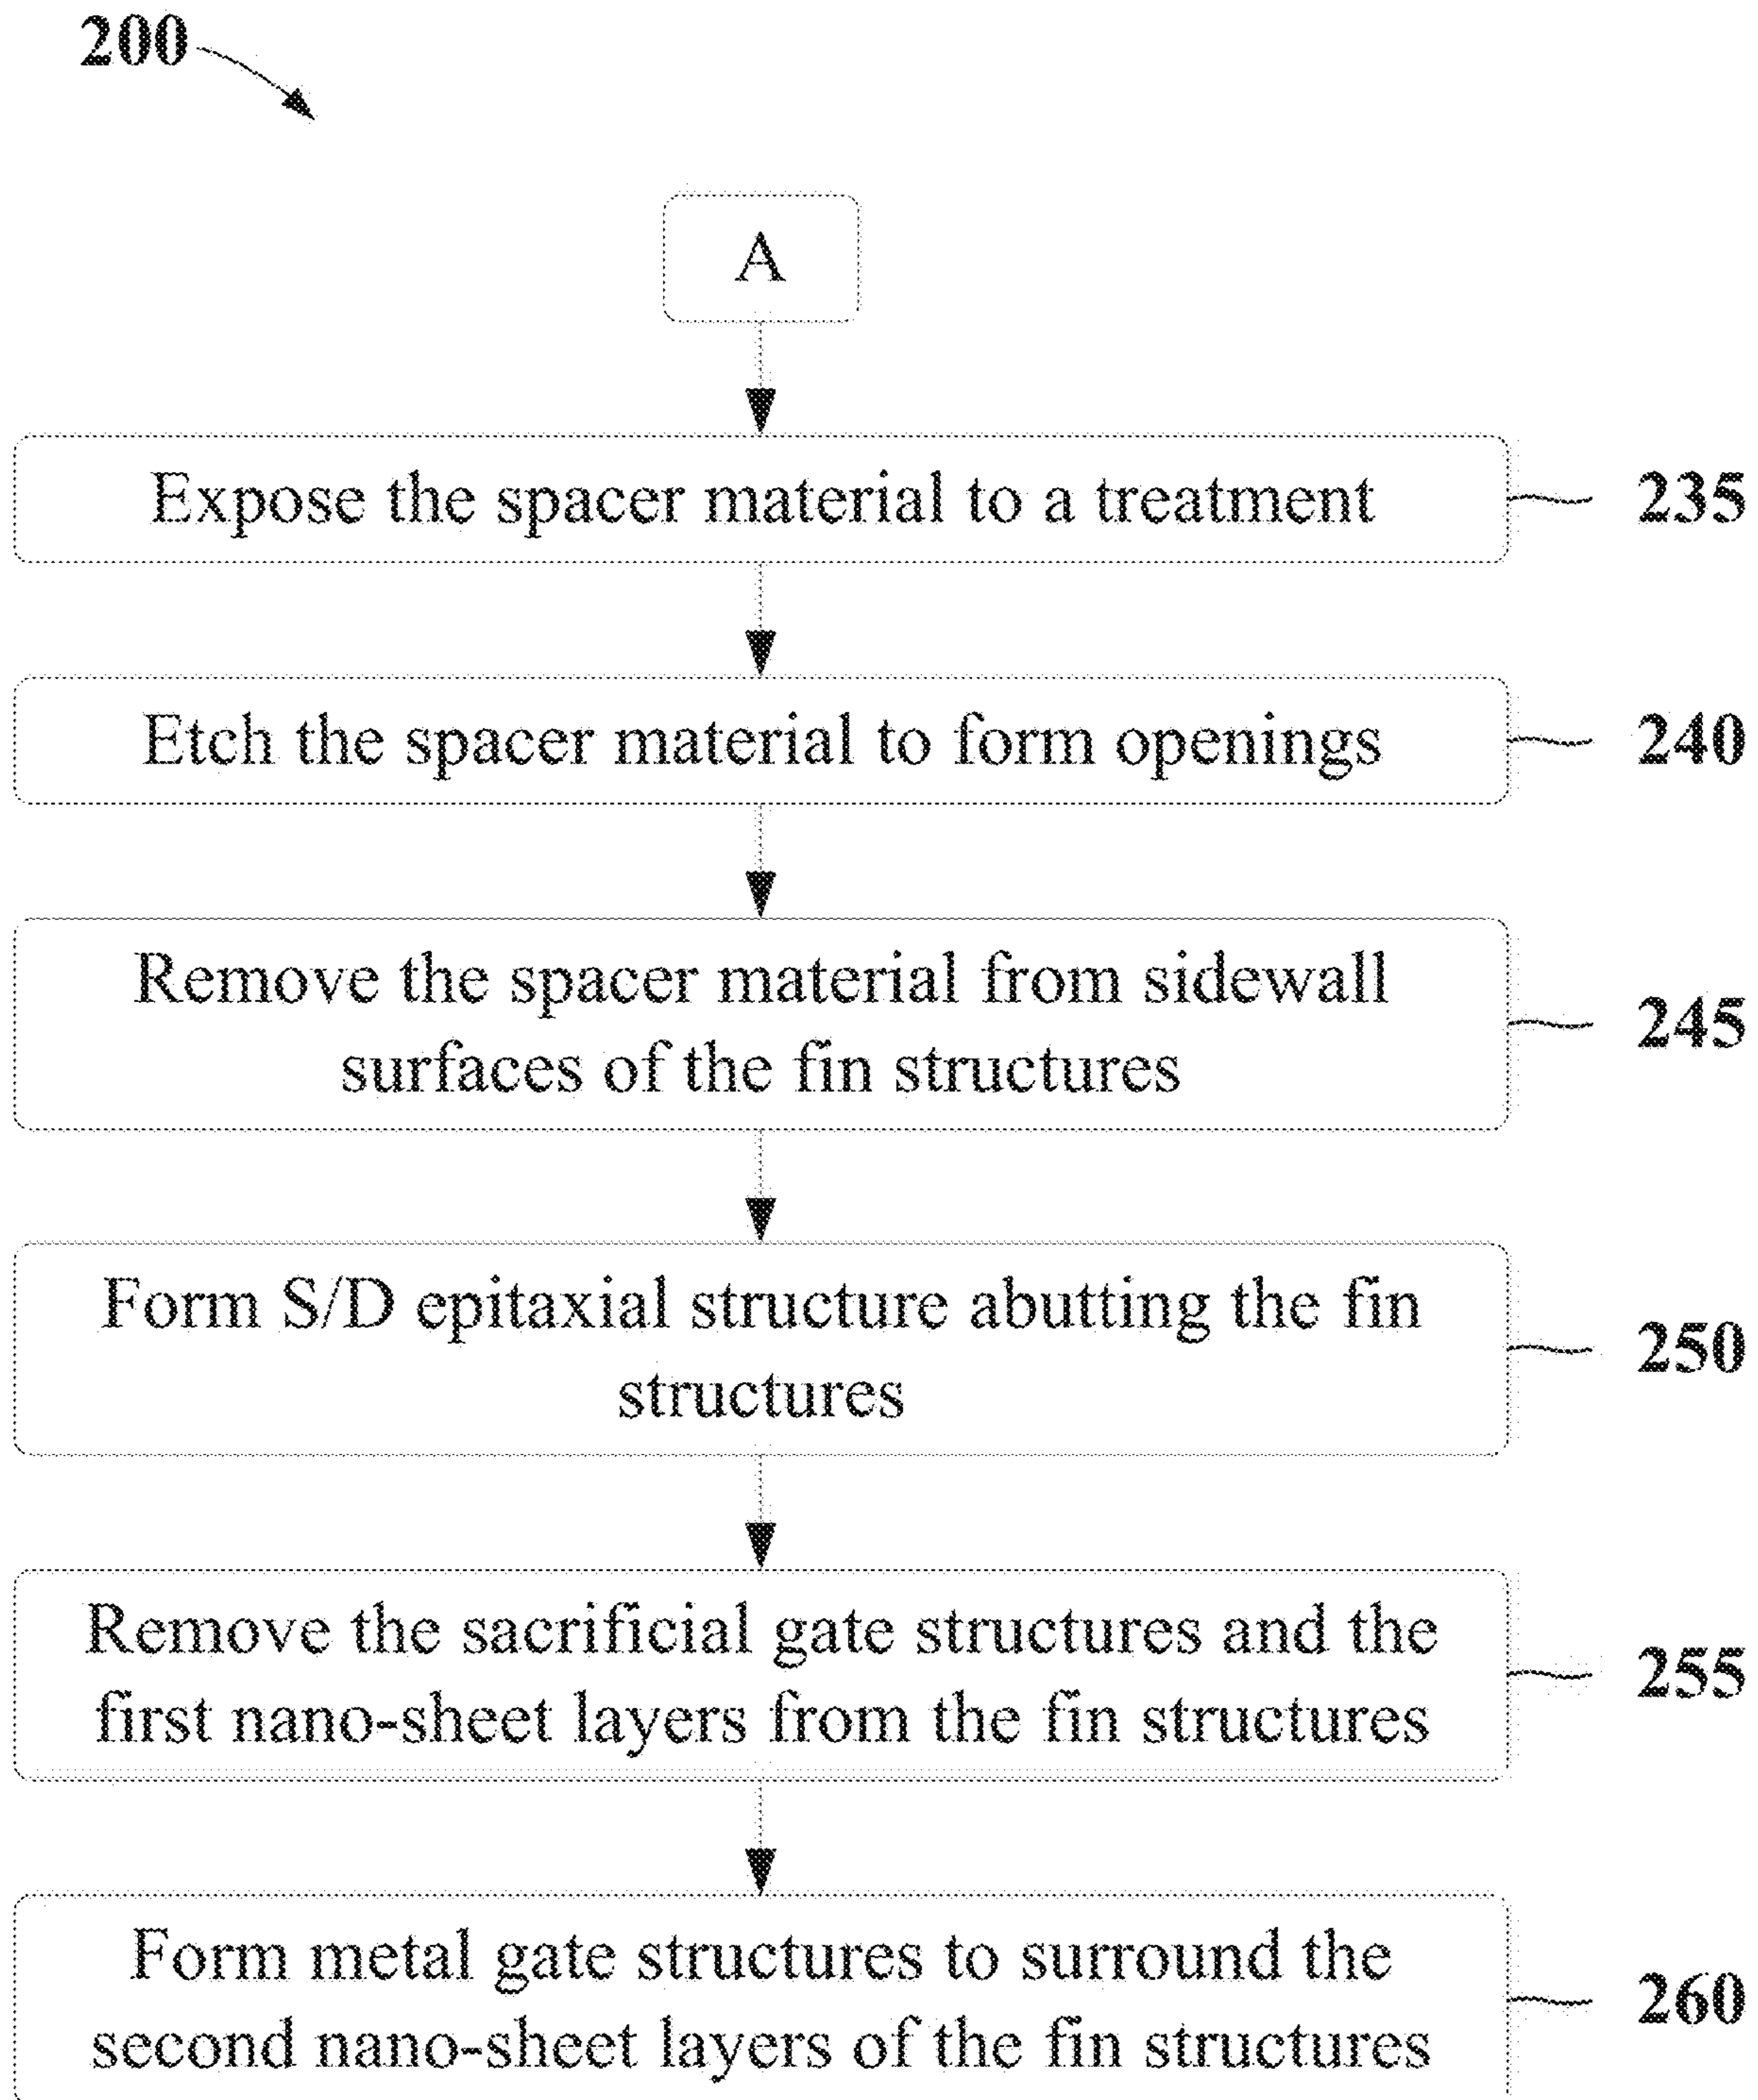 200
A
Expose the spacer material to a treatment
235
Etch the spacer material to form openings
240
Remove the spacer material from sidewall
surfaces of the fin structures
245
Form S/D epitaxial structure abutting the fin
structures
250
Remove the sacrificial gate structures and the
first nano-sheet layers from the fin structures
255
Form metal gate structures to surround the
second nano-sheet layers of the fin structures
260